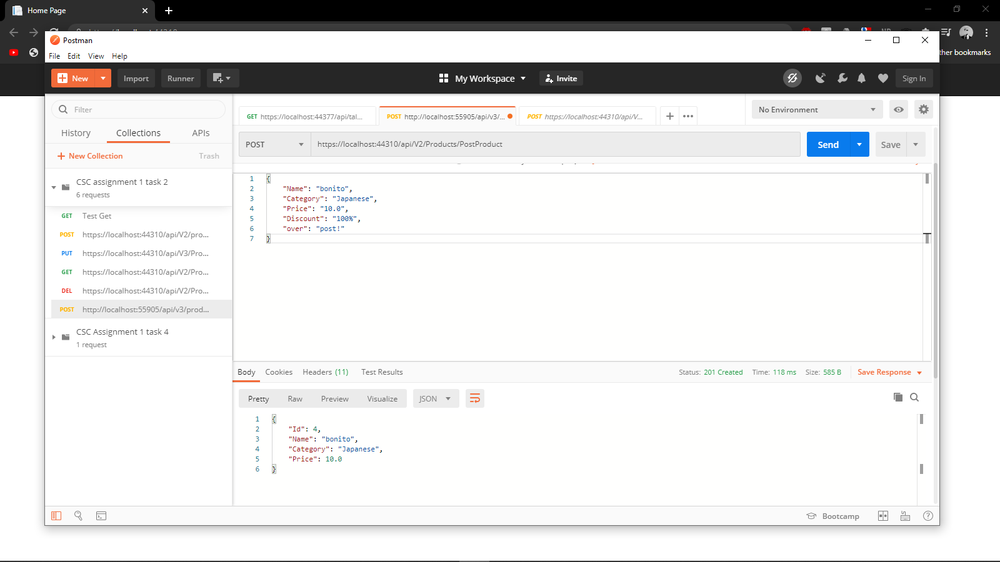 Home Page
Postman
File Edit View Help
ther bookmarks
New Import Runner My Workspace Invite Sign In
Filter
History Collections APIs
New Collection Trash
CSC assignment 1 task 2
6 requests
GET Test Get
POST https://localhost:44310/api/V2/pro...
PUT https://localhost:44310/api/V3/Pro...
GET https://localhost:44310/api/V2/Pro...
DEL https://localhost:44310/api/V2/Pro...
POST http://localhost:55905/api/v3/prod...
CSC Assignment 1 task 4
1 request
GET https://localhost:44377/api/tal... POST http://localhost:55905/api/v3/... POST https://localhost:44310/api/V...
No Environment
POST https://localhost:44310/api/V2/Products/PostProduct Send Save
1 {
2 "Name": "bonito",
3 "Category": "Japanese",
4 "Price": "10.0",
5 "Discount": "100%",
6 "over": "post!"
7 }
Body Cookies Headers (11) Test Results Status: 201 Created Time: 118 ms Size: 585 B Save Response
Pretty Raw Preview Visualize JSON
1 {
2 "Id": 4,
3 "Name": "bonito",
4 "Category": "Japanese",
5 "Price": 10.0
6 }
Bootcamp